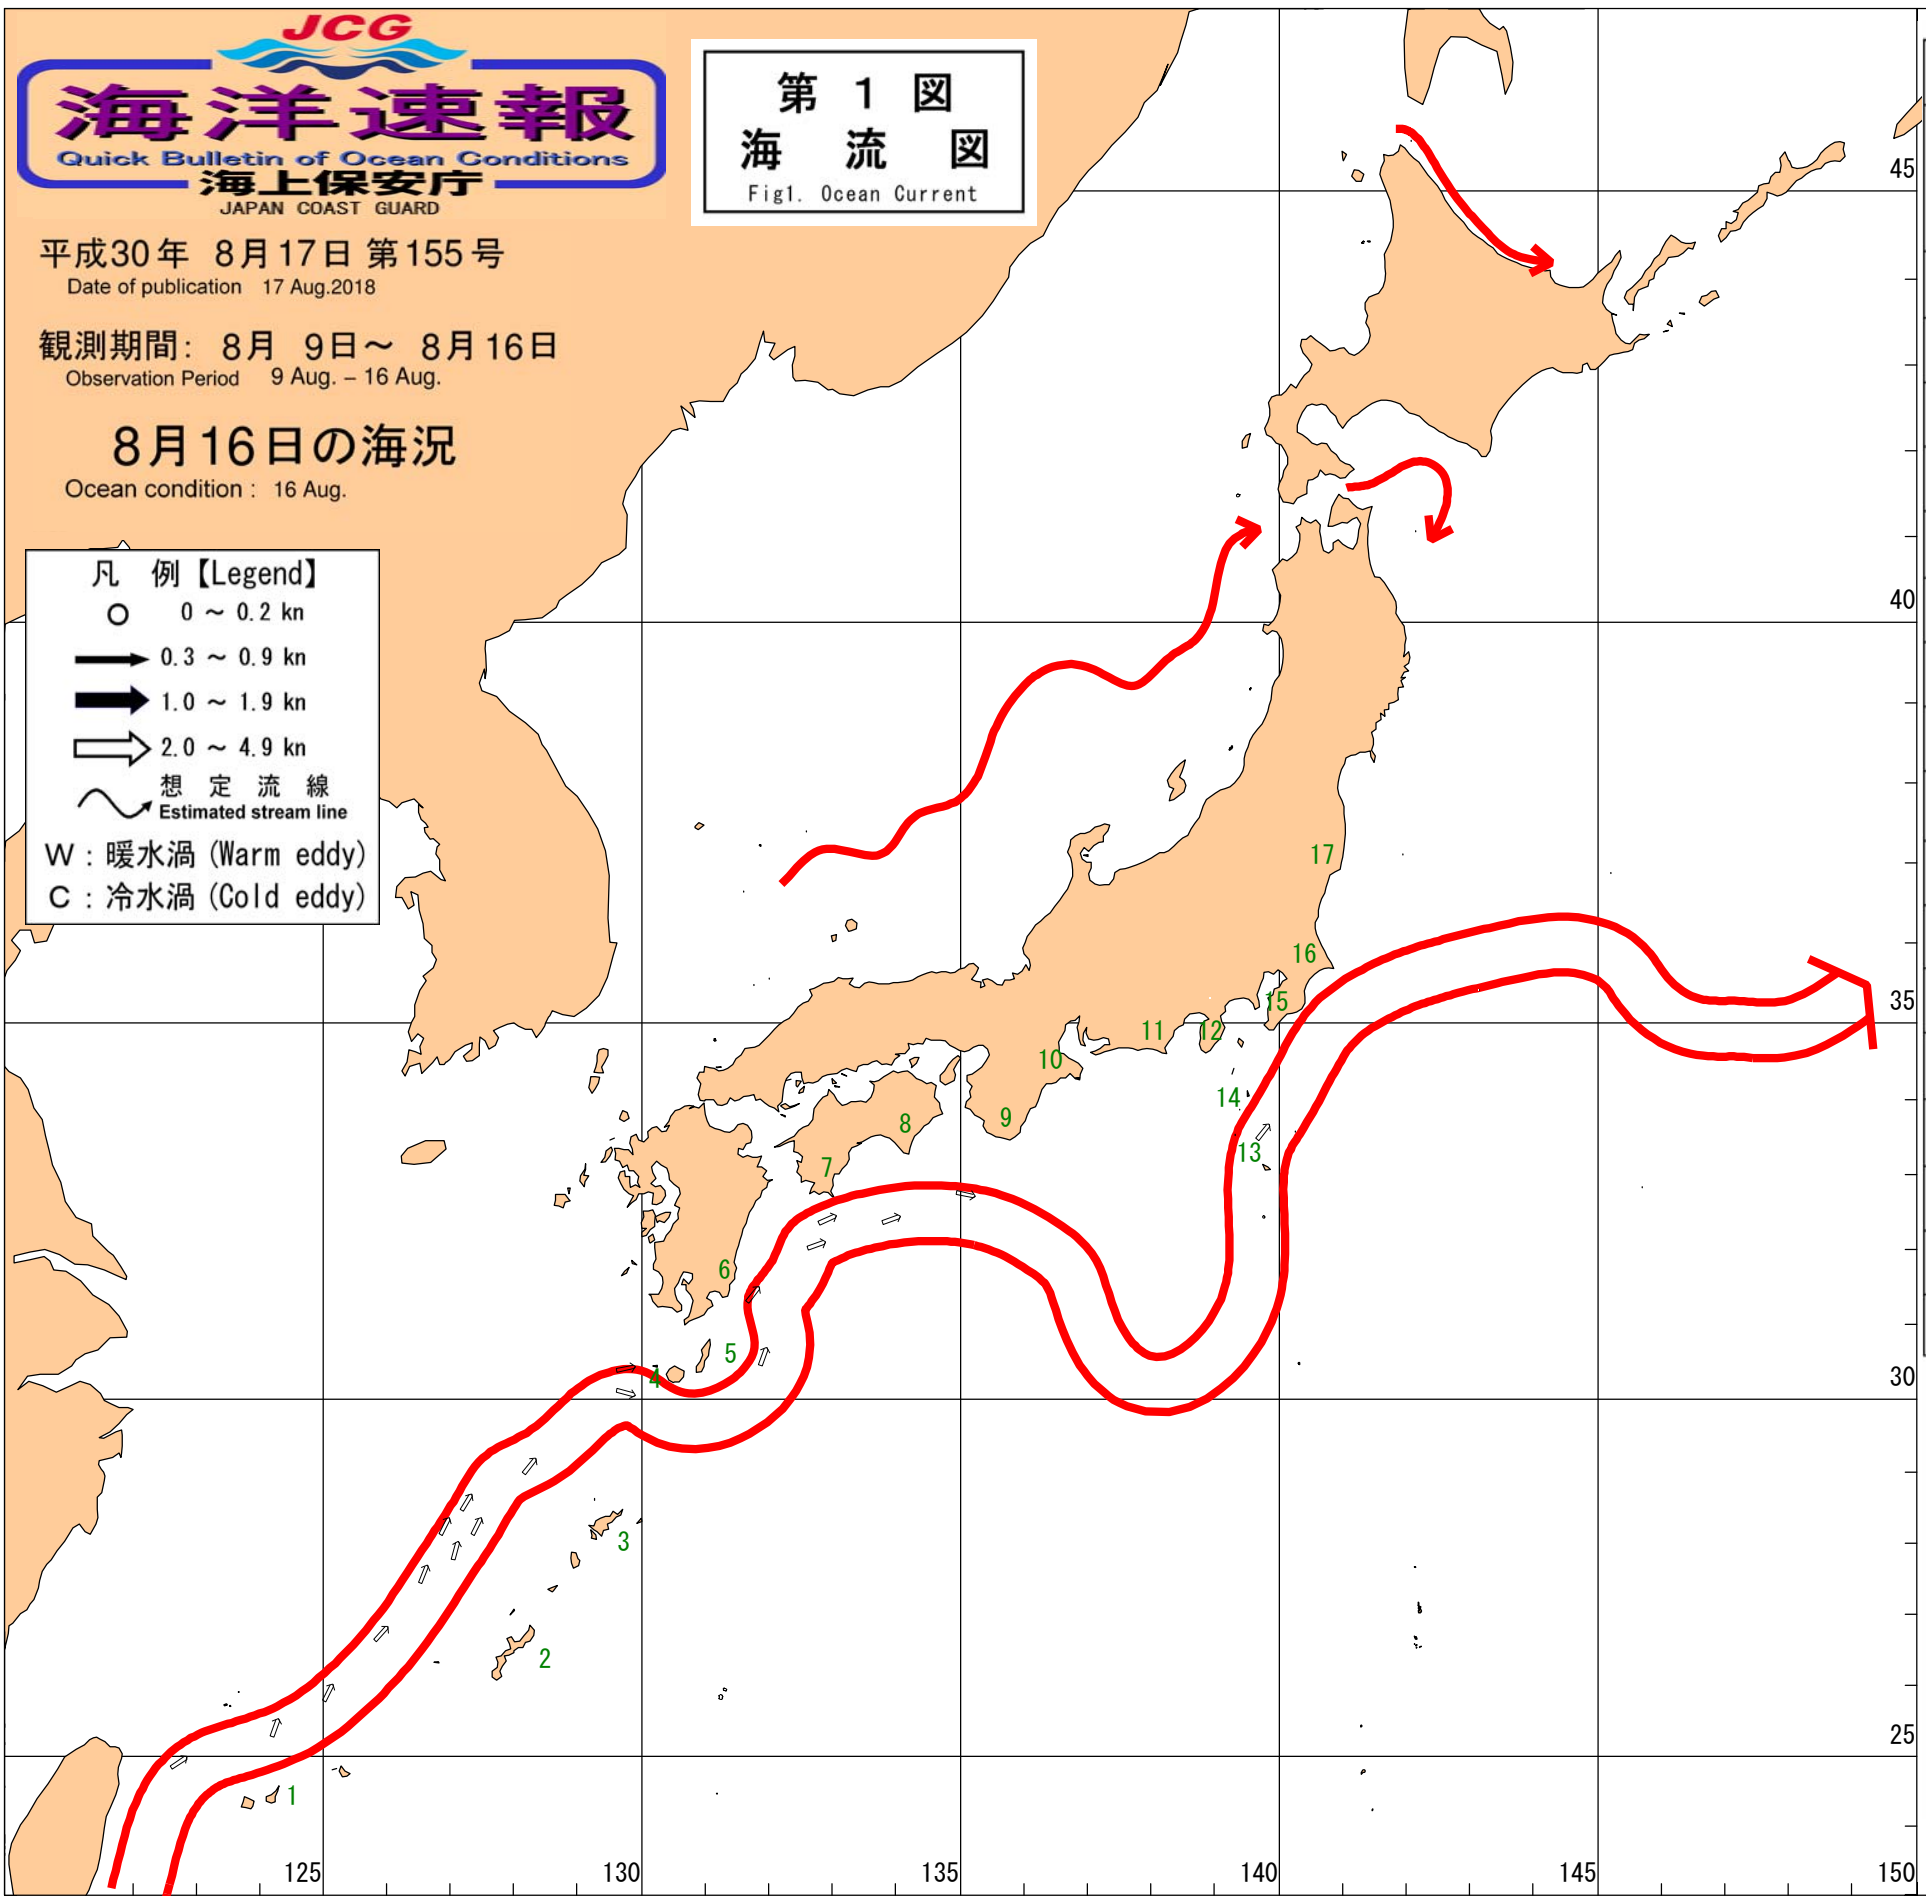 JCG
海洋速報
Quick Bulletin of Ocean Conditions
海上保安庁
JAPAN COAST GUARD
平成30年 8月17日 第155号
Date of publication 17 Aug.2018
観測期間: 8月 9日～ 8月16日
Observation Period 9 Aug. – 16 Aug.
8月16日の海況
Ocean condition : 16 Aug.
第 1 図
海 流 図
Fig1. Ocean Current
凡 例【Legend】
0 ～ 0.2 kn
0.3 ～ 0.9 kn
1.0 ～ 1.9 kn
2.0 ～ 4.9 kn
想 定 流 線
Estimated stream line
W : 暖水渦 (Warm eddy)
C : 冷水渦 (Cold eddy)
45
40
17
16
35
15
12
11
10
14
9
8
13
7
6
5
4
30
3
2
25
1
125
130
135
140
145
150